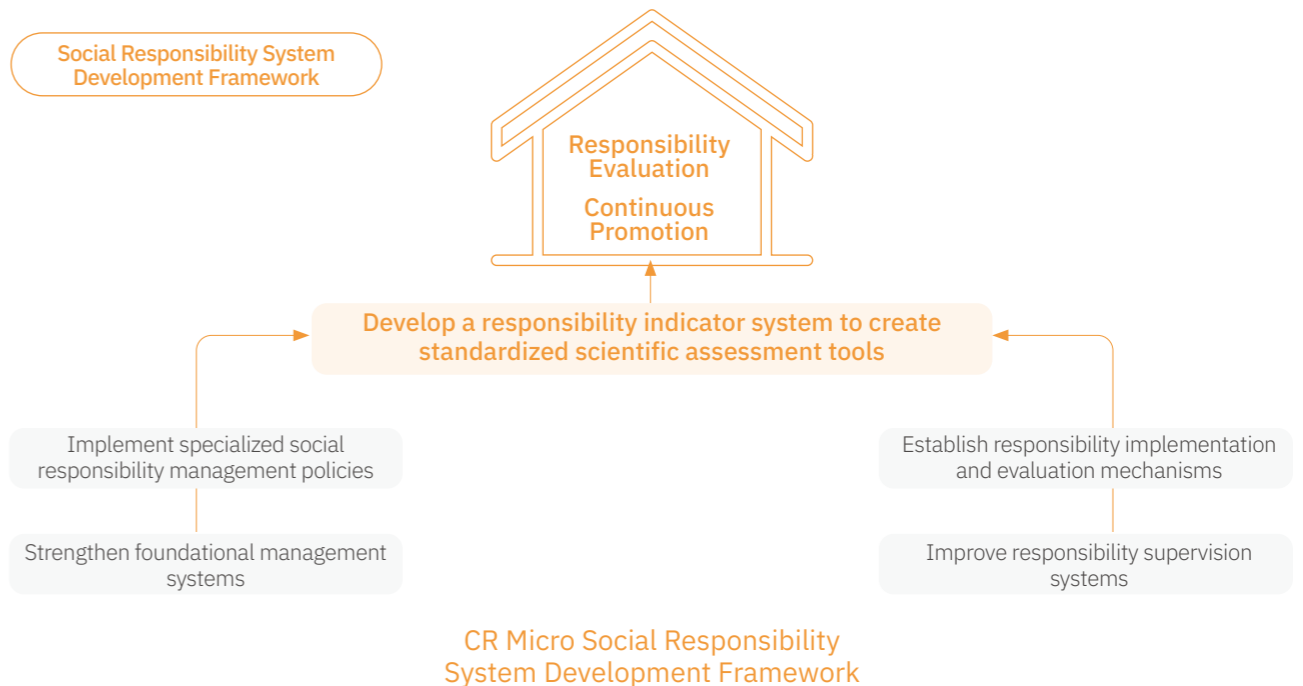 Social Responsibility System
Development Framework
Responsibility
Evaluation
Continuous
Promotion
Develop a responsibility indicator system to create
standardized scientific assessment tools
Implement specialized social
responsibility management policies
Establish responsibility implementation
and evaluation mechanisms
Strengthen foundational management
systems
Improve responsibility supervision
systems
CR Micro Social Responsibility
System Development Framework